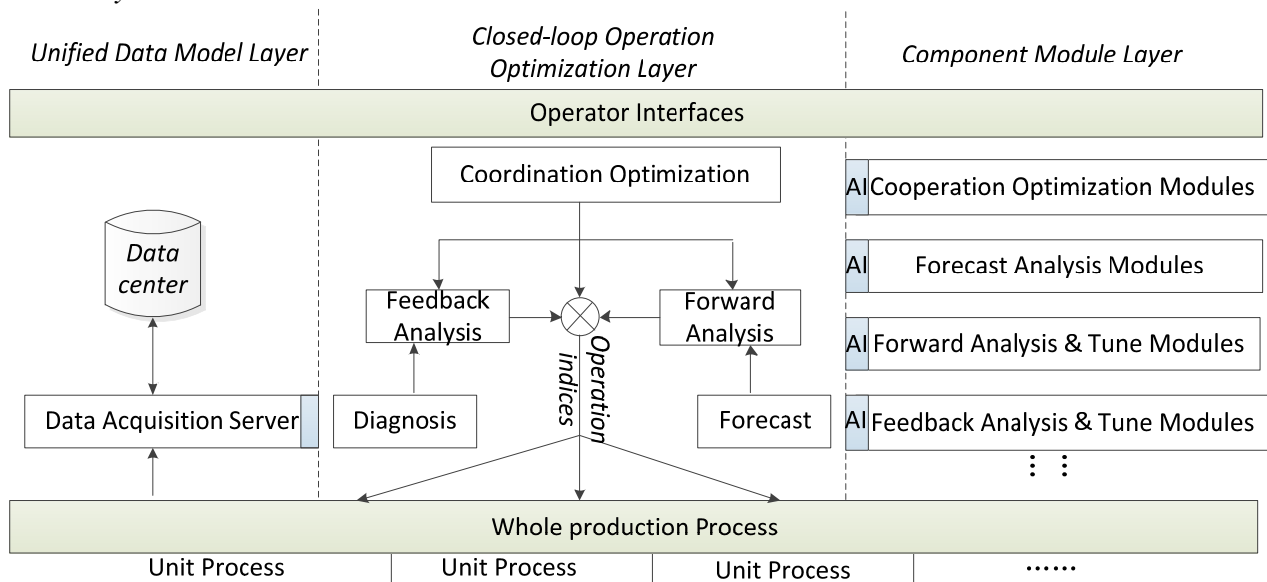 Unified Data Model Layer
Closed-loop Operation
Optimization Layer
Component Module Layer
Operator Interfaces
Coordination Optimization
AI Cooperation Optimization Modules
Data
center
Feedback
Analysis
Forward
Analysis
AI Forecast Analysis Modules
Operation
indices
AI Forward Analysis & Tune Modules
Data Acquisition Server
Diagnosis
Forecast
AI Feedback Analysis & Tune Modules
Whole production Process
Unit Process
Unit Process
Unit Process
......